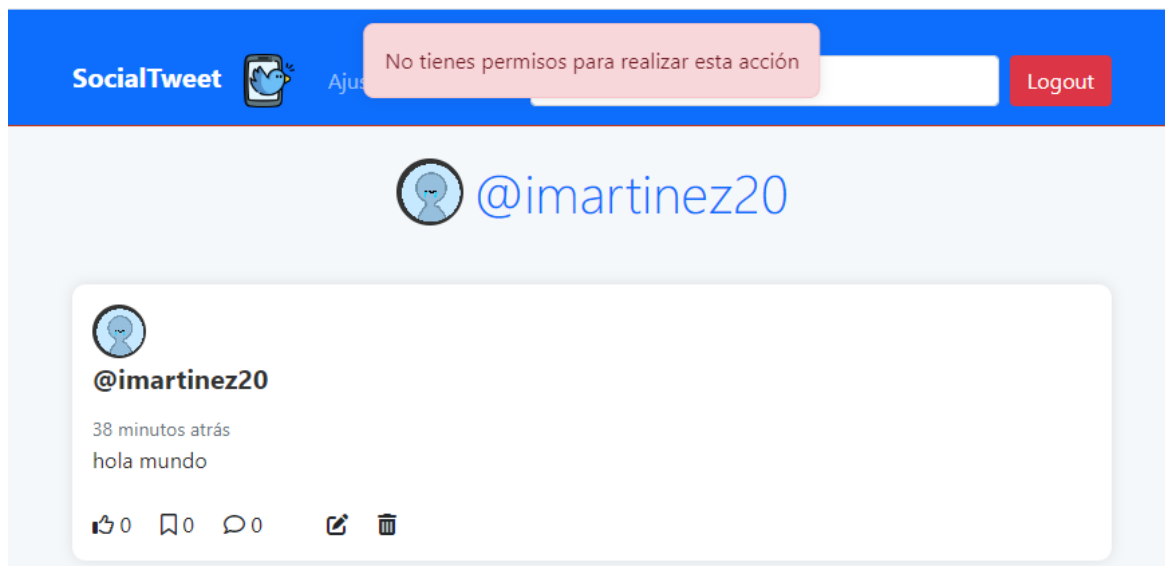 No tienes permisos para realizar esta acción
SocialTweet Ajus Logout
@imartinez20
@imartinez20
38 minutos atrás
hola mundo
0 0 0